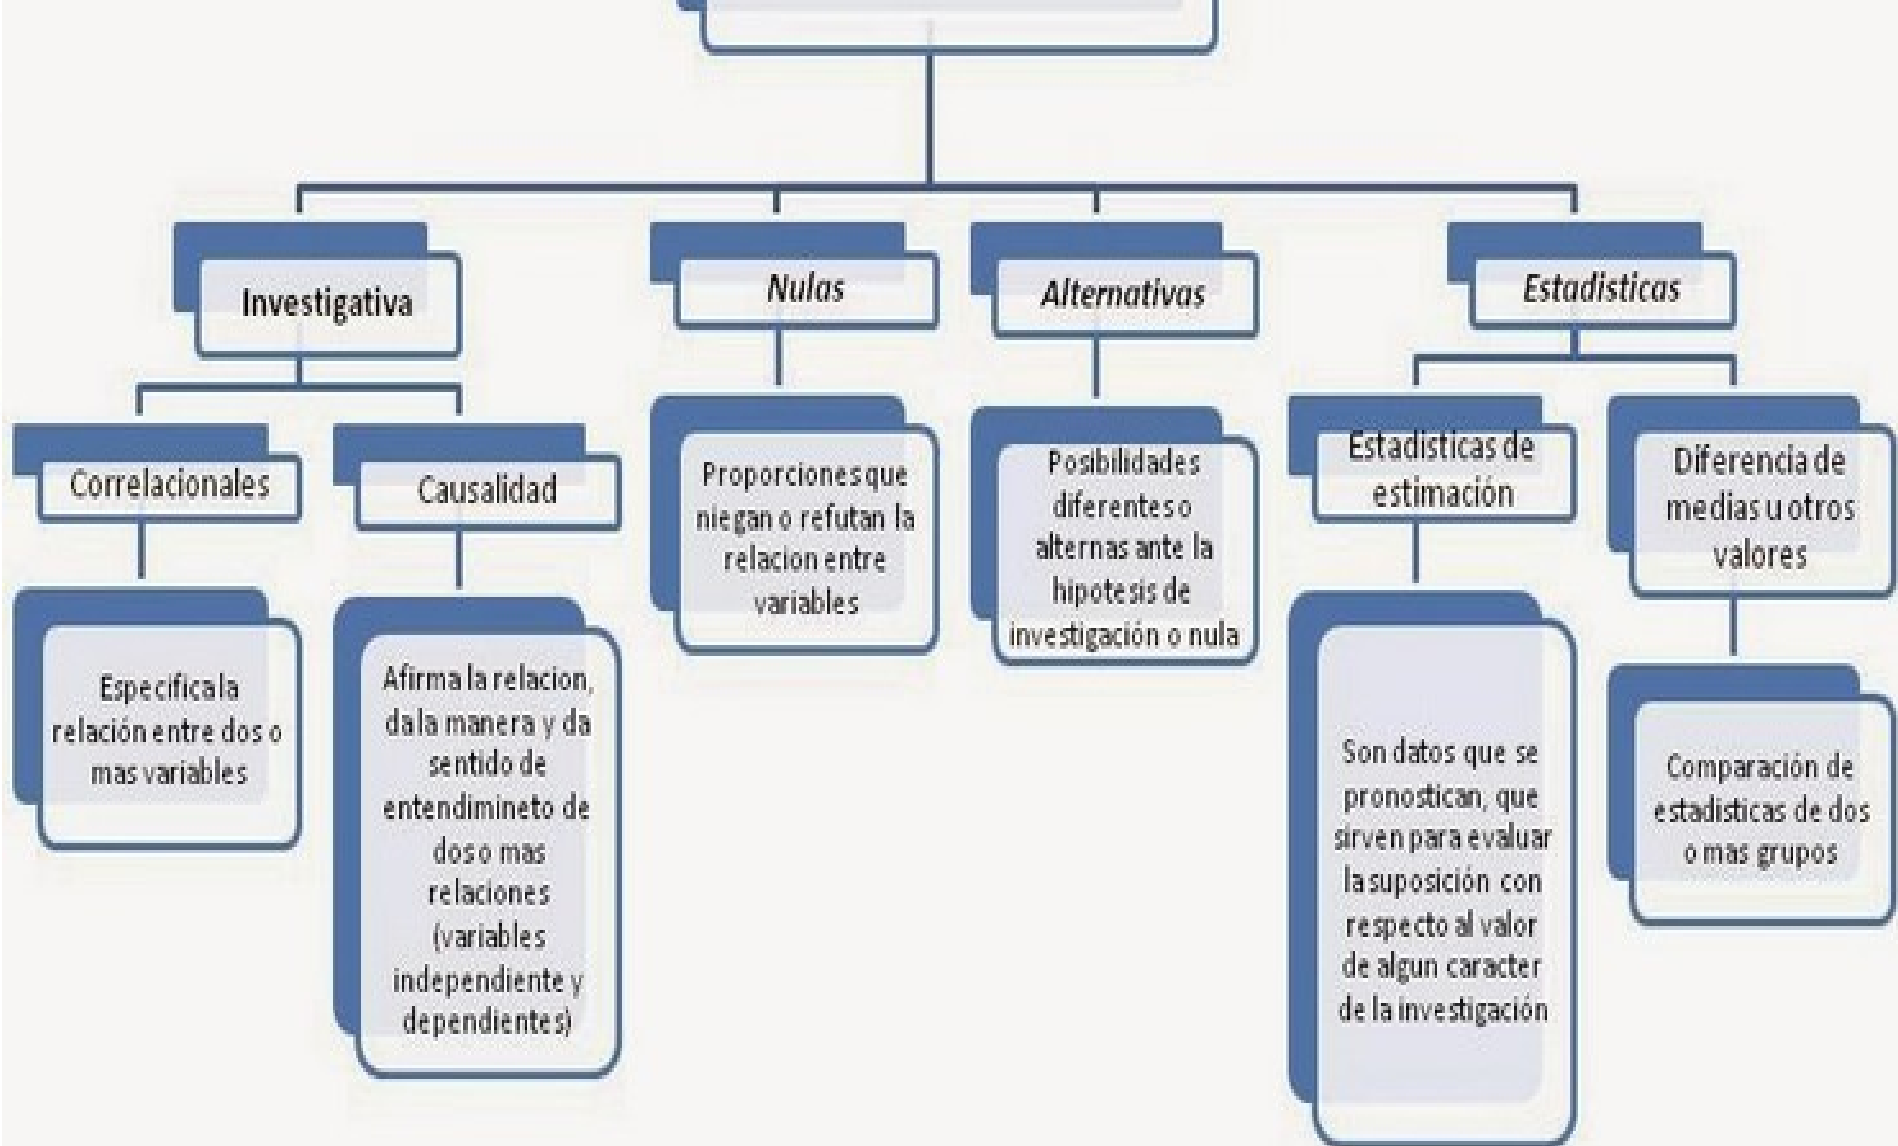 Investigativa
Nulas
Alternativas
Estadisticas
Correlacionales
Causalidad
Especifica la
relación entre dos o
mas variables
Afirma la relacion,
da la manera y da
sentido de
entendimineto de
dos o mas
relaciones
(variables
independiente y
dependientes)
Proporciones que
niegan o refutan la
relacion entre
variables
Posibilidades
diferentes o
alternas ante la
hipotesis de
investigación o nula
Estadisticas de
estimación
Son datos que se
pronostican, que
sirven para evaluar
la suposición con
respecto al valor
de algun caracter
de la investigación
Diferencia de
medias u otros
valores
Comparación de
estadisticas de dos
o mas grupos